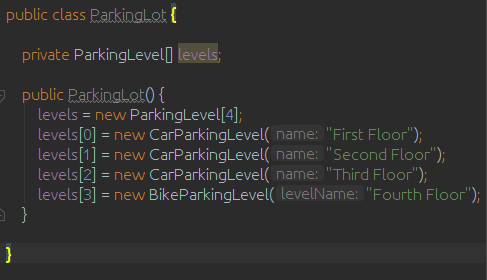 public class ParkingLot {
private ParkingLevel[] levels;
public ParkingLot() {
levels = new ParkingLevel[4];
levels[0] = new CarParkingLevel( name: "First Floor");
levels[1] = new CarParkingLevel( name: "Second Floor");
levels[2] = new CarParkingLevel( name: "Third Floor");
levels[3] = new BikeParkingLevel( levelName: "Fourth Floor");
}
}